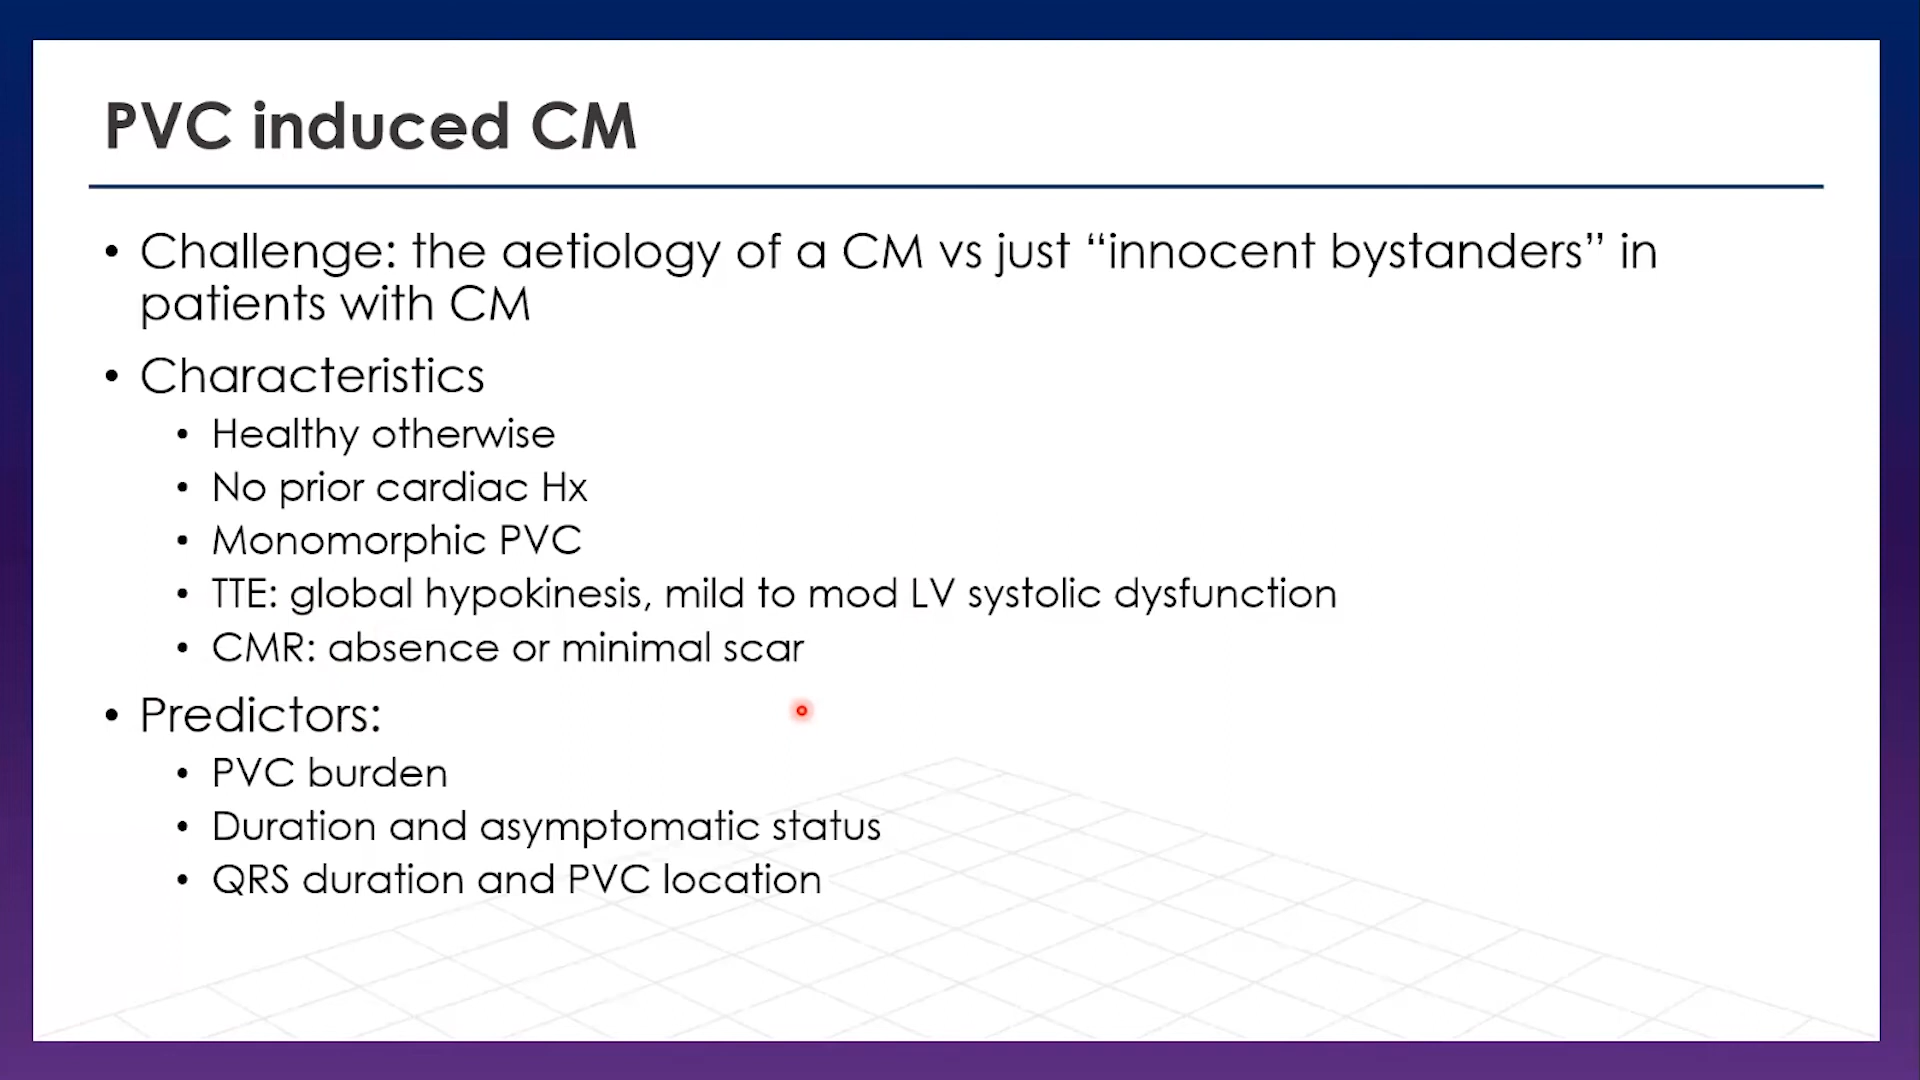 PVC induced CM
• Challenge: the aetiology of a CM vs just “innocent bystanders” in
patients with CM
• Characteristics
• Healthy otherwise
• No prior cardiac Hx
• Monomorphic PVC
• TTE: global hypokinesis, mild to mod LV systolic dysfunction
• CMR: absence or minimal scar
• Predictors:
• PVC burden
• Duration and asymptomatic status
• QRS duration and PVC location